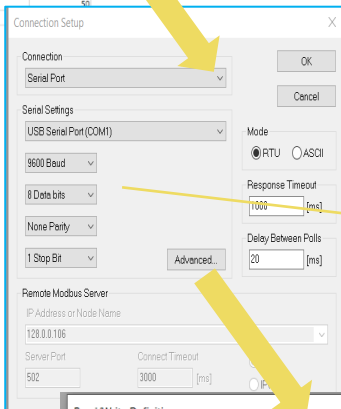 50
Connection Setup
Connection
Serial Port
OK
Cancel
Serial Settings
USB Serial Port (COM1)
Mode
RTU ASCII
9600 Baud
Response Timeout
8 Data bits
1000 [ms]
None Parity
Delay Between Polls
1 Stop Bit
Advanced...
20 [ms]
Remote Modbus Server
IP Address or Node Name
128.0.0.106
Server Port
Connect Timeout
502
3000 [ms]